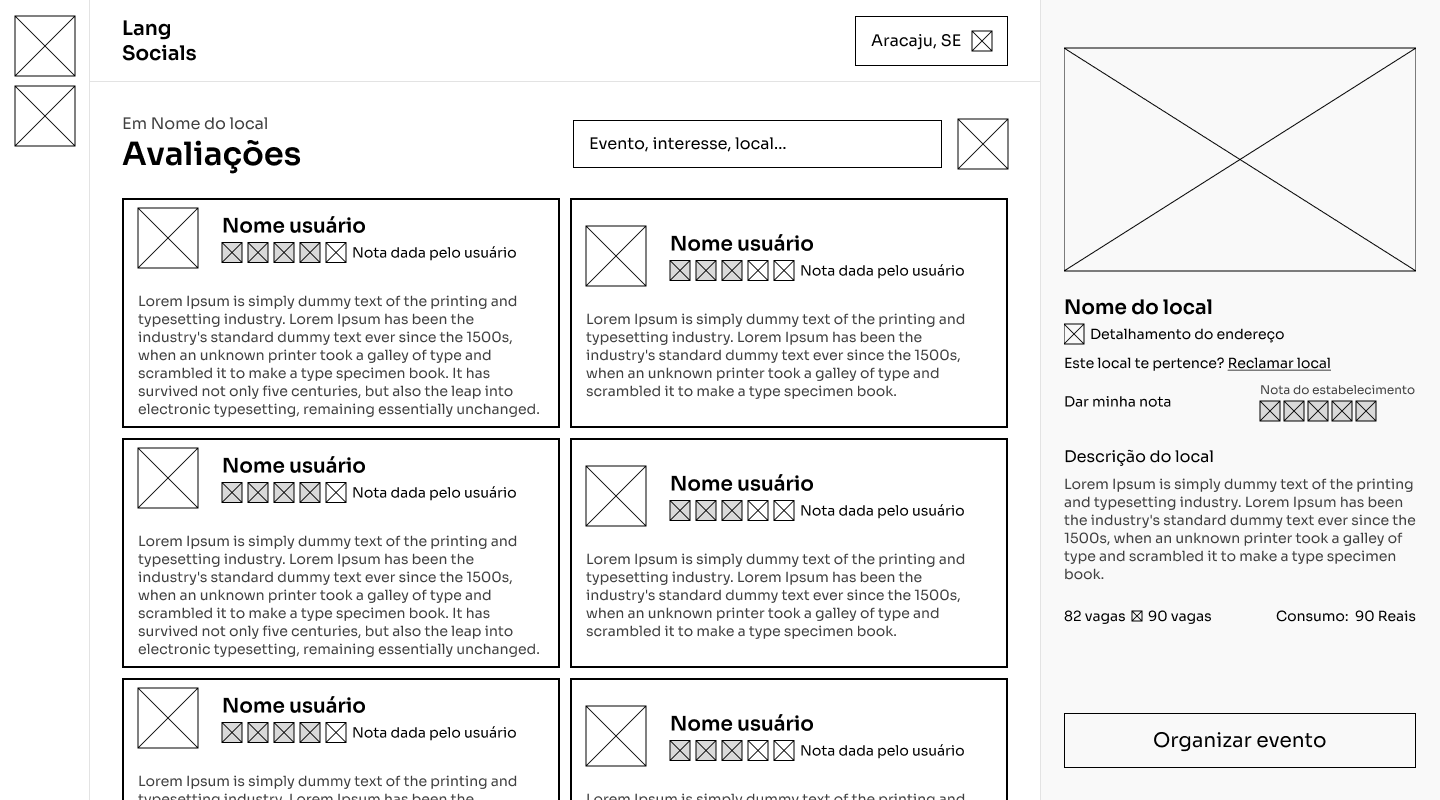 Lang
Socials
Aracaju, SE
Em Nome do local
Avaliações
Evento, interesse, local...
Nome usuário
Nota dada pelo usuário
Lorem Ipsum is simply dummy text of the printing and
typesetting industry. Lorem Ipsum has been the
industry's standard dummy text ever since the 1500s,
when an unknown printer took a galley of type and
scrambled it to make a type specimen book. It has
survived not only five centuries, but also the leap into
electronic typesetting, remaining essentially unchanged.
Nome usuário
Nota dada pelo usuário
Lorem Ipsum is simply dummy text of the printing and
typesetting industry. Lorem Ipsum has been the
industry's standard dummy text ever since the 1500s,
when an unknown printer took a galley of type and
scrambled it to make a type specimen book.
Nome usuário
Nota dada pelo usuário
Lorem Ipsum is simply dummy text of the printing and
typesetting industry. Lorem Ipsum has been the
industry's standard dummy text ever since the 1500s,
when an unknown printer took a galley of type and
scrambled it to make a type specimen book. It has
survived not only five centuries, but also the leap into
electronic typesetting, remaining essentially unchanged.
Nome usuário
Nota dada pelo usuário
Lorem Ipsum is simply dummy text of the printing and
typesetting industry. Lorem Ipsum has been the
industry's standard dummy text ever since the 1500s,
when an unknown printer took a galley of type and
scrambled it to make a type specimen book.
Nome usuário
Nota dada pelo usuário
Lorem Ipsum is simply dummy text of the printing and
typesetting industry. Lorem Ipsum has been the
Nome usuário
Nota dada pelo usuário
Lorem Ipsum is simply dummy text of the printing and
Nome do local
Detalhamento do endereço
Este local te pertence? Reclamar local
Dar minha nota
Nota do estabelecimento
Descrição do local
Lorem Ipsum is simply dummy text of the printing
and typesetting industry. Lorem Ipsum has been
the industry's standard dummy text ever since the
1500s, when an unknown printer took a galley of
type and scrambled it to make a type specimen
book.
82 vagas 90 vagas
Consumo: 90 Reais
Organizar evento